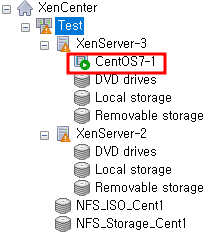 XenCenter
Test
XenServer-3
CentOS7-1
DVD drives
Local storage
Removable storage
XenServer-2
DVD drives
Local storage
Removable storage
NFS_ISO_Cent1
NFS_Storage_Cent1